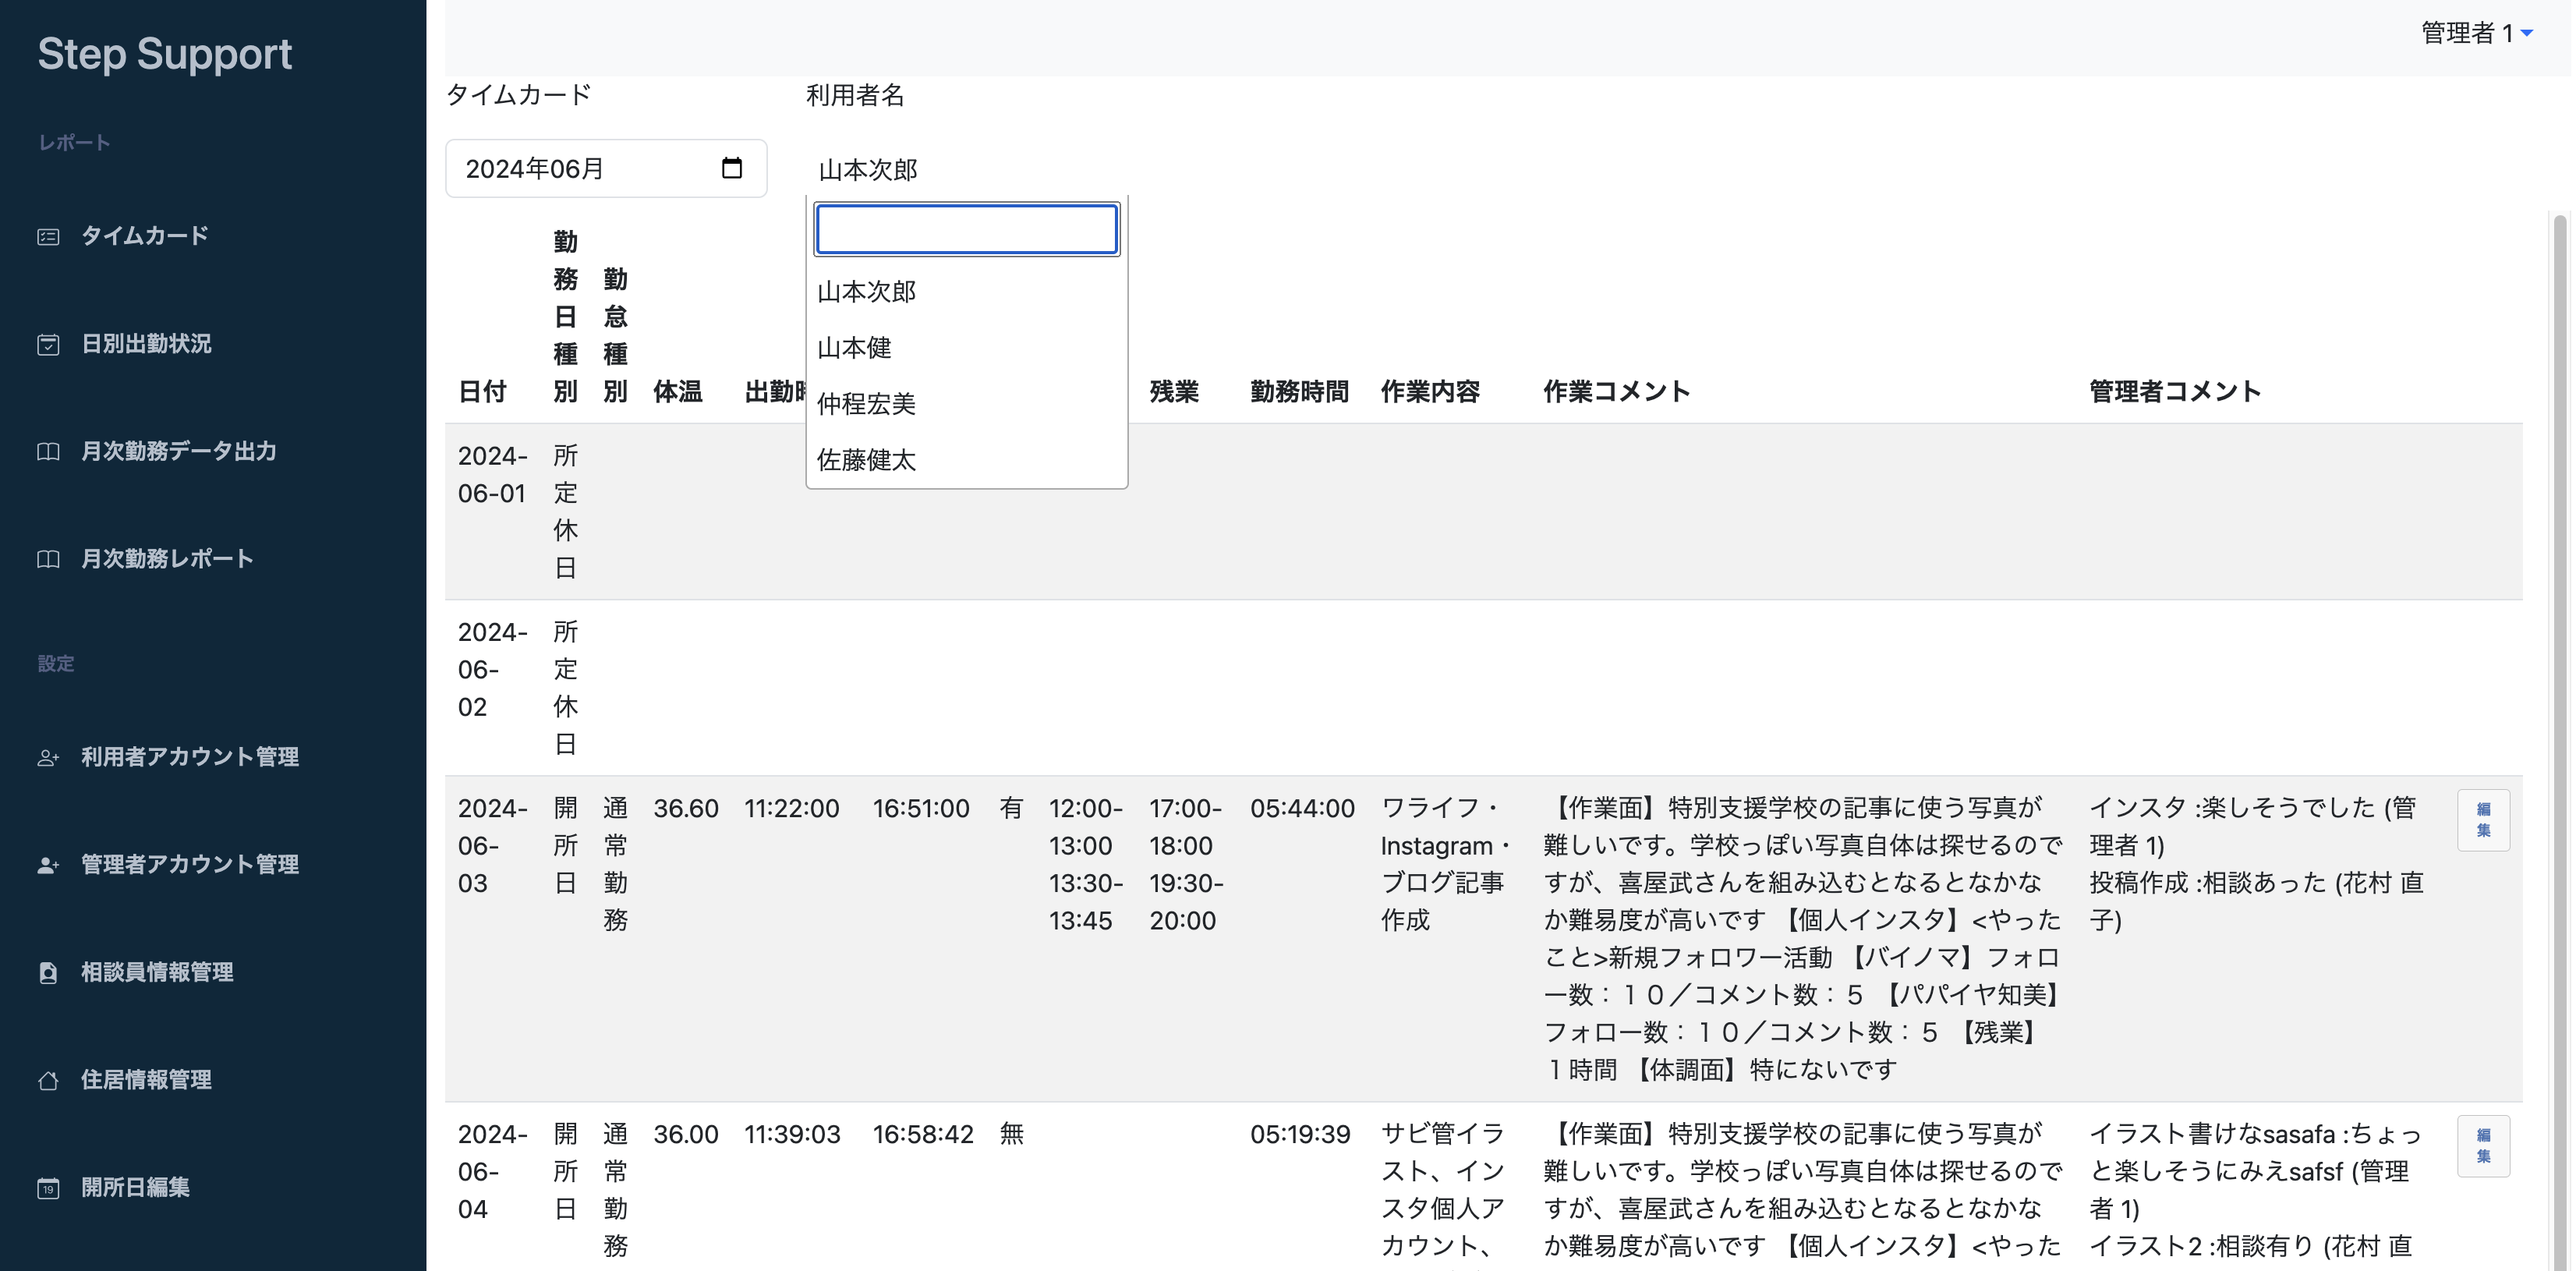 Step Support
レポート
タイムカード
日別出勤状況
月次勤務データ出力
月次勤務レポート
設定
利用者アカウント管理
管理者アカウント管理
相談員情報管理
住居情報管理
19
開所日編集
管理者 1
タイムカード
利用者名
2024年06月
山本次郎
山本次郎
山本健
仲程宏美
佐藤健太
日付
勤
務
日
種
別
勤
怠
種
別
体温
出勤時
残業
勤務時間
作業内容
作業コメント
管理者コメント
2024-
06-01
所
定
休
日
2024-
06-
02
所
定
休
日
2024-
06-
03
開
所
日
通
常
勤
務
36.60
11:22:00
16:51:00
有
12:00-
13:00
13:30-
13:45
17:00-
18:00
19:30-
20:00
05:44:00
ワライフ・
Instagram・
ブログ記事
作成
【作業面】特別支援学校の記事に使う写真が
難しいです。学校っぽい写真自体は探せるので
すが、喜屋武さんを組み込むとなるとなかな
か難易度が高いです 【個人インスタ】<やった
こと>新規フォロワー活動 【バイノマ】フォロ
ー数：１０／コメント数：５ 【パパイヤ知美】
フォロー数：１０／コメント数：５ 【残業】
１時間 【体調面】特にないです
インスタ :楽しそうでした (管
理者 1)
投稿作成 :相談あった (花村 直
子)
編
集
2024-
06-
04
開
所
日
通
常
勤
務
36.00
11:39:03
16:58:42
無
05:19:39
サビ管イラ
スト、イン
スタ個人ア
カウント、
【作業面】特別支援学校の記事に使う写真が
難しいです。学校っぽい写真自体は探せるので
すが、喜屋武さんを組み込むとなるとなかな
か難易度が高いです 【個人インスタ】<やった
イラスト書けなsasafa :ちょっ
と楽しそうにみえsafsf (管理
者 1)
イラスト2 :相談有り (花村 直
編
集